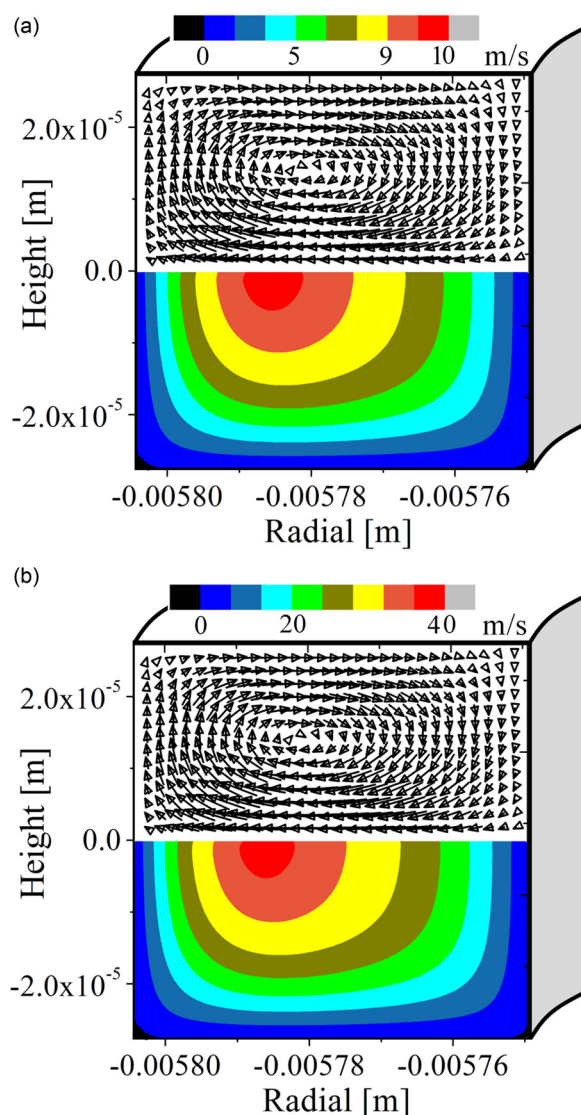 (a)
0 5 9 10 m/s
2.0x10⁻⁵
0.0
-2.0x10⁻⁵
Height [m]
-0.00580 -0.00578 -0.00576
Radial [m]
(b)
0 20 40 m/s
2.0x10⁻⁵
0.0
-2.0x10⁻⁵
Height [m]
-0.00580 -0.00578 -0.00576
Radial [m]